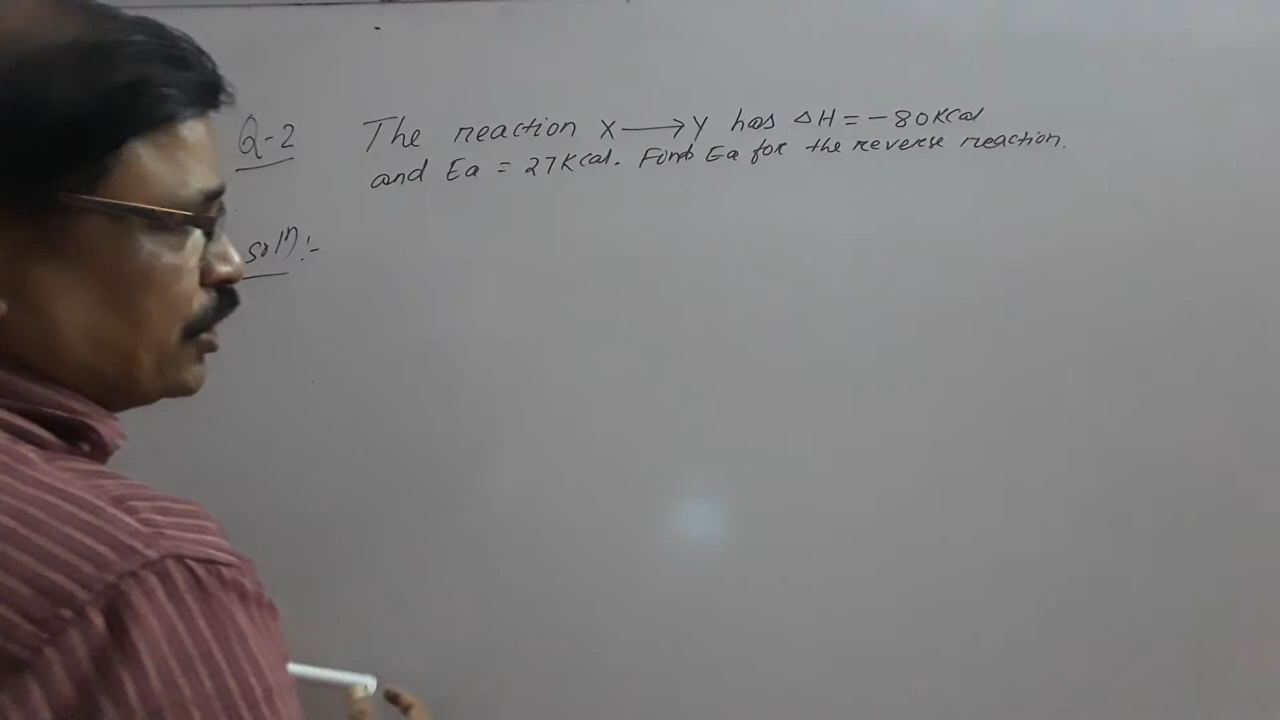 Q-2 The reaction X → Y has ΔH = -80KCal
and Ea = 27KCal. Find Ea for the reverse reaction.
Soln:-